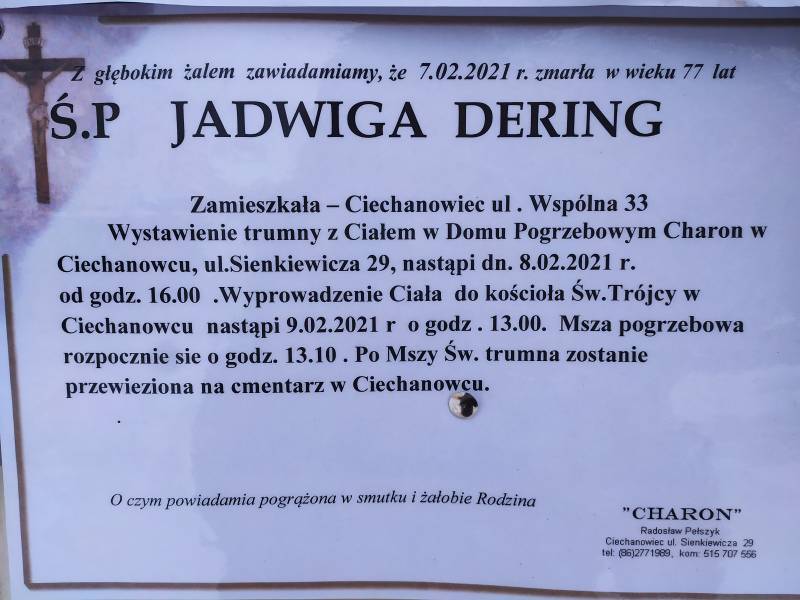 Z głębokim żalem zawiadamiamy, że 7.02.2021 r. zmarła w wieku 77 lat
Ś.P JADWIGA DERING
Zamieszkała – Ciechanowiec ul . Wspólna 33
Wystawienie trumny z Ciałem w Domu Pogrzebowym Charon w
Ciechanowcu, ul.Sienkiewicza 29, nastąpi dn. 8.02.2021 r.
od godz. 16.00 .Wyprowadzenie Ciała do kościoła Św.Trójcy w
Ciechanowcu nastąpi 9.02.2021 r o godz . 13.00. Msza pogrzebowa
rozpocznie sie o godz. 13.10 . Po Mszy Św. trumna zostanie
przewieziona na cmentarz w Ciechanowcu.
.
O czym powiadamia pogrążona w smutku i żałobie Rodzina
"CHARON"
Radosław Pełszyk
Ciechanowiec ul. Sienkiewicza 29
tel: (86)2771989, kom: 515 707 556